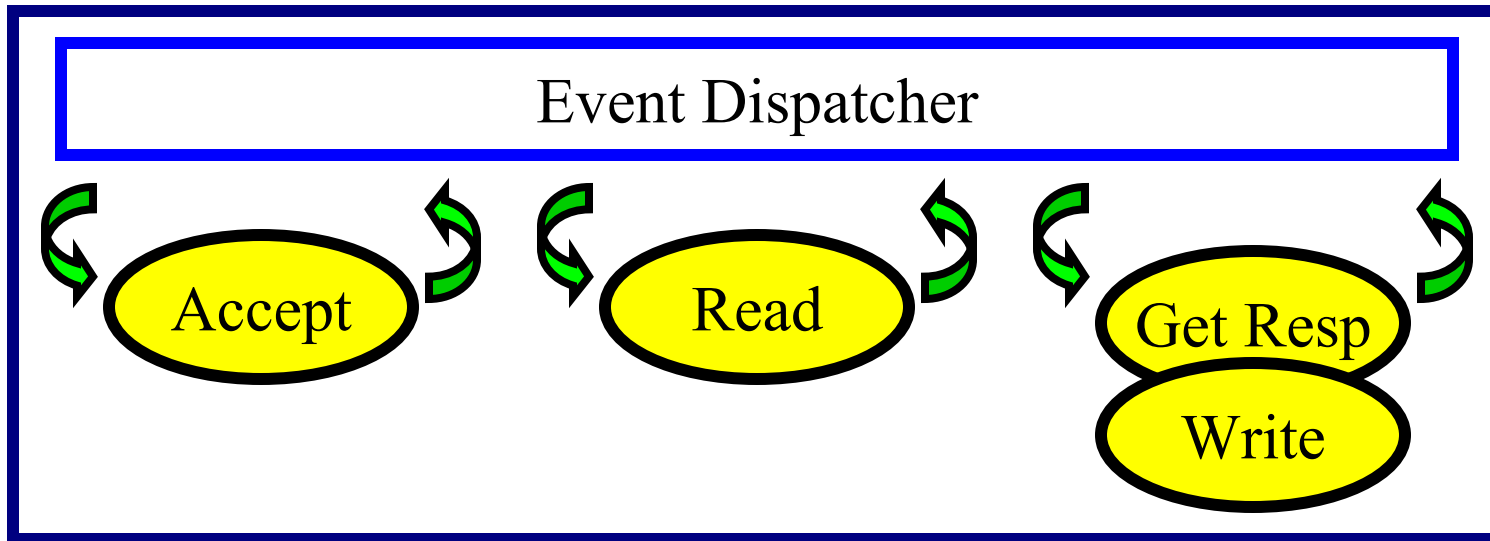 Event Dispatcher
Accept
Read
Get Resp
Write